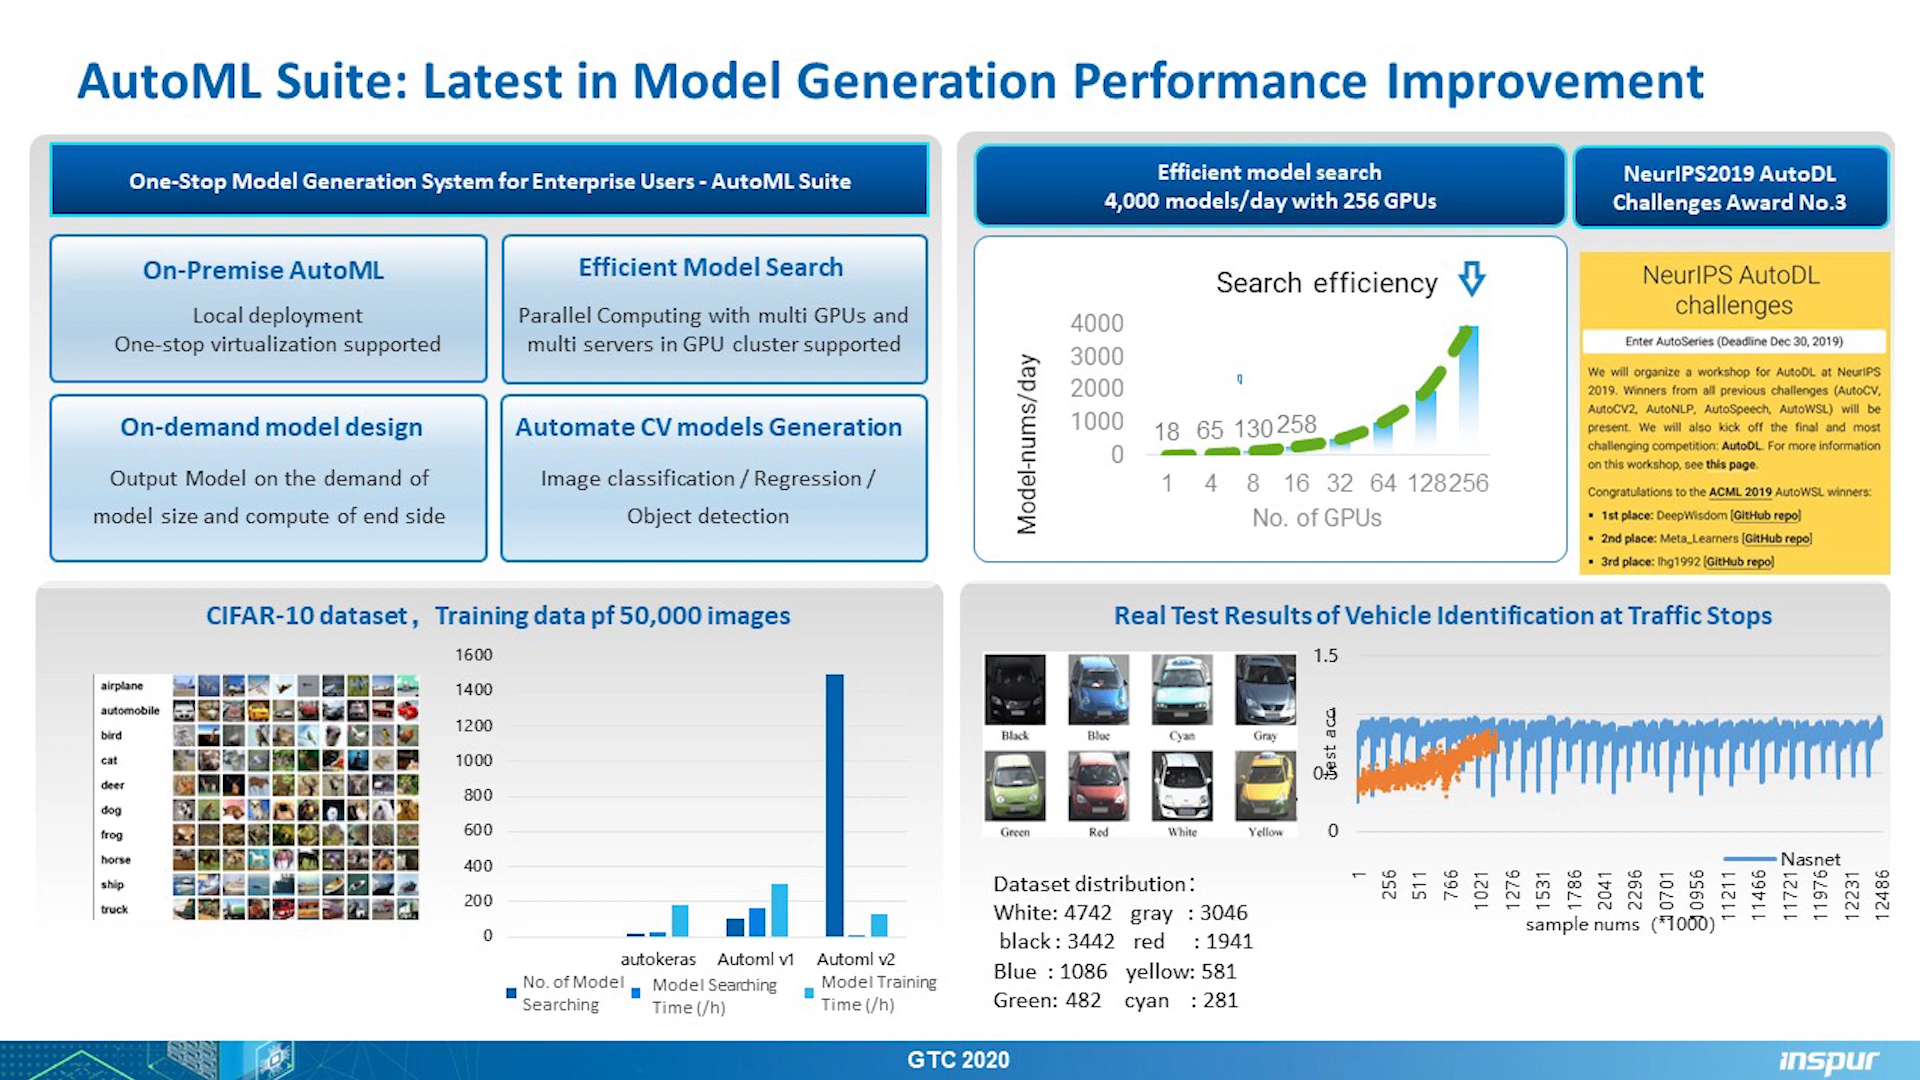 AutoML Suite: Latest in Model Generation Performance Improvement
One-Stop Model Generation System for Enterprise Users - AutoML Suite
On-Premise AutoML
Local deployment
One-stop virtualization supported
Efficient Model Search
Parallel Computing with multi GPUs and
multi servers in GPU cluster supported
On-demand model design
Output Model on the demand of
model size and compute of end side
Automate CV models Generation
Image classification / Regression /
Object detection
Efficient model search
4,000 models/day with 256 GPUs
Search efficiency
Model-nums/day
4000
3000
2000
1000
0
18 65 130 258
1 4 8 16 32 64 128 256
No. of GPUs
NeurIPS2019 AutoDL
Challenges Award No.3
NeurIPS AutoDL
challenges
Enter AutoSeries (Deadline Dec 30, 2019)
We will organize a workshop for AutoDL at NeurIPS
2019. Winners from all previous challenges (AutoCV,
AutoCV2, AutoNLP, AutoSpeech, AutoWSL) will be
present. We will also kick off the final and most
challenging competition: AutoDL. For more information
on this workshop, see this page.
Congratulations to the ACML 2019 AutoWSL winners:
▪ 1st place: DeepWisdom [GitHub repo]
▪ 2nd place: Meta_Learners [GitHub repo]
▪ 3rd place: lhg1992 [GitHub repo]
CIFAR-10 dataset，Training data pf 50,000 images
airplane
automobile
bird
cat
deer
dog
frog
horse
ship
truck
1600
1400
1200
1000
800
600
400
200
0
autokeras Automl v1 Automl v2
No. of Model
Searching
Model Searching
Time (/h)
Model Training
Time (/h)
Real Test Results of Vehicle Identification at Traffic Stops
Black Blue Cyan Gray
Green Red White Yellow
Dataset distribution：
White: 4742 gray : 3046
black : 3442 red : 1941
Blue : 1086 yellow: 581
Green: 482 cyan : 281
test acc
1.5
1
0.5
0
Nasnet
1 256 511 766 1021 1276 1531 1786 2041 2296 10701 10956 11211 11466 11721 11976 12231 12486
sample nums（*1000）
GTC 2020
inspur